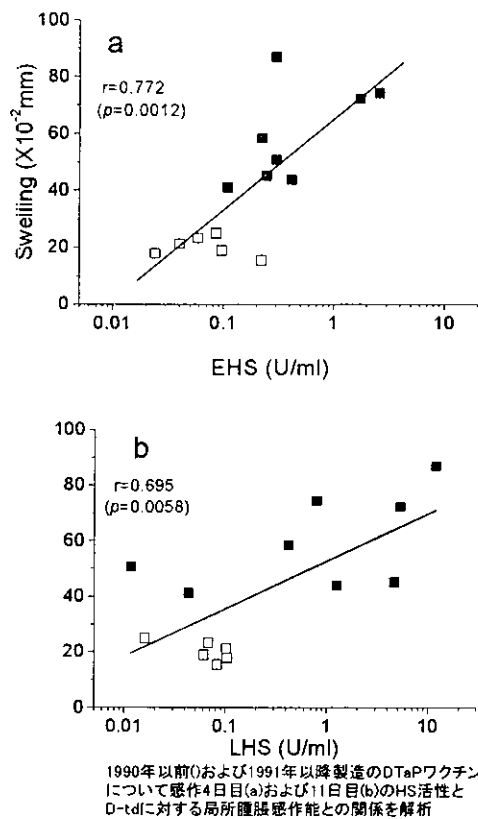 a
r=0.772
(p=0.0012)
Swelling (X10⁻²mm)
100
80
60
40
20
0
0.01 0.1 1 10
EHS (U/ml)
b
r=0.695
(p=0.0058)
100
80
60
40
20
0
0.01 0.1 1 10
LHS (U/ml)
1990年以前()および1991年以降製造のDTaPワクチン
について感作4日目(a)および11日目(b)のHS活性と
D-tdに対する局所腫脹感作能との関係を解析